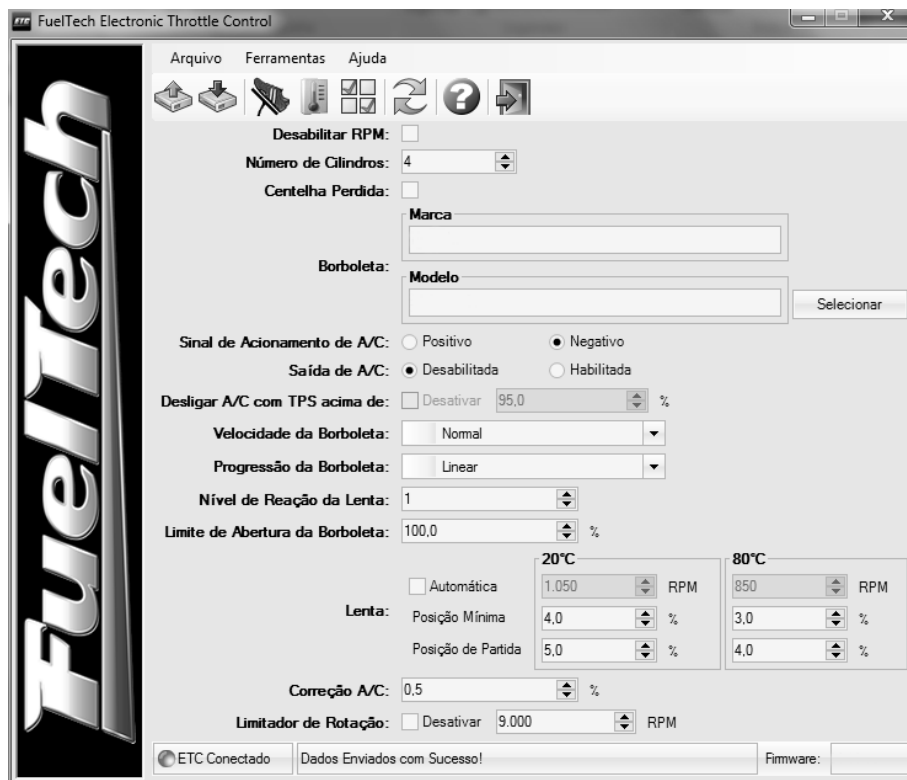 ETC FuelTech Electronic Throttle Control
FuelTech
Arquivo Ferramentas Ajuda
Desabilitar RPM:
Número de Cilindros: 4
Centelha Perdida:
Marca
Borboleta:
Modelo
Selecionar
Sinal de Acionamento de A/C: Positivo Negativo
Saída de A/C: Desabilitada Habilitada
Desligar A/C com TPS acima de: Desativar 95,0 %
Velocidade da Borboleta: Normal
Progressão da Borboleta: Linear
Nível de Reação da Lenta: 1
Limite de Abertura da Borboleta: 100,0 %
20°C 80°C
Automática 1.050 RPM 850 RPM
Lenta:
Posição Mínima 4,0 % 3,0 %
Posição de Partida 5,0 % 4,0 %
Correção A/C: 0,5 %
Limitador de Rotação: Desativar 9.000 RPM
ETC Conectado Dados Enviados com Sucesso! Firmware: